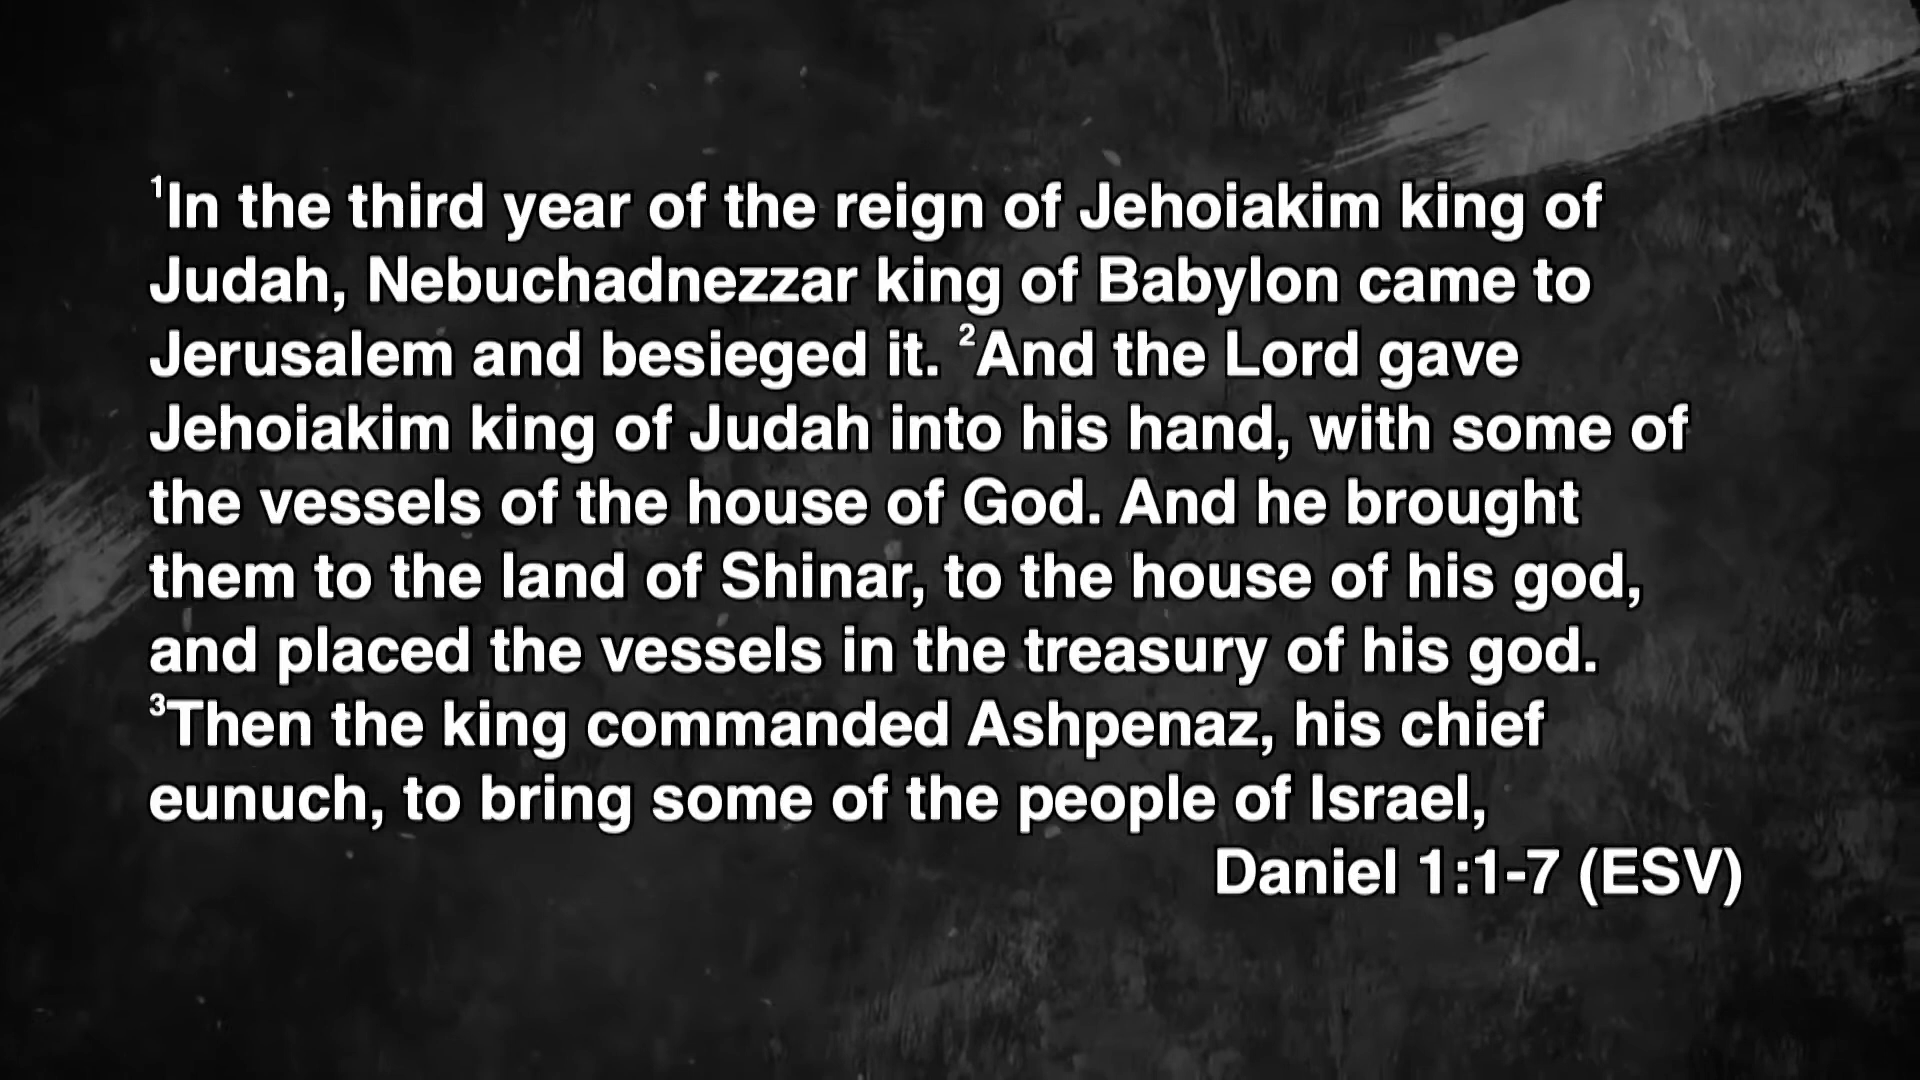 ¹In the third year of the reign of Jehoiakim king of
Judah, Nebuchadnezzar king of Babylon came to
Jerusalem and besieged it. ²And the Lord gave
Jehoiakim king of Judah into his hand, with some of
the vessels of the house of God. And he brought
them to the land of Shinar, to the house of his god,
and placed the vessels in the treasury of his god.
³Then the king commanded Ashpenaz, his chief
eunuch, to bring some of the people of Israel,
Daniel 1:1-7 (ESV)